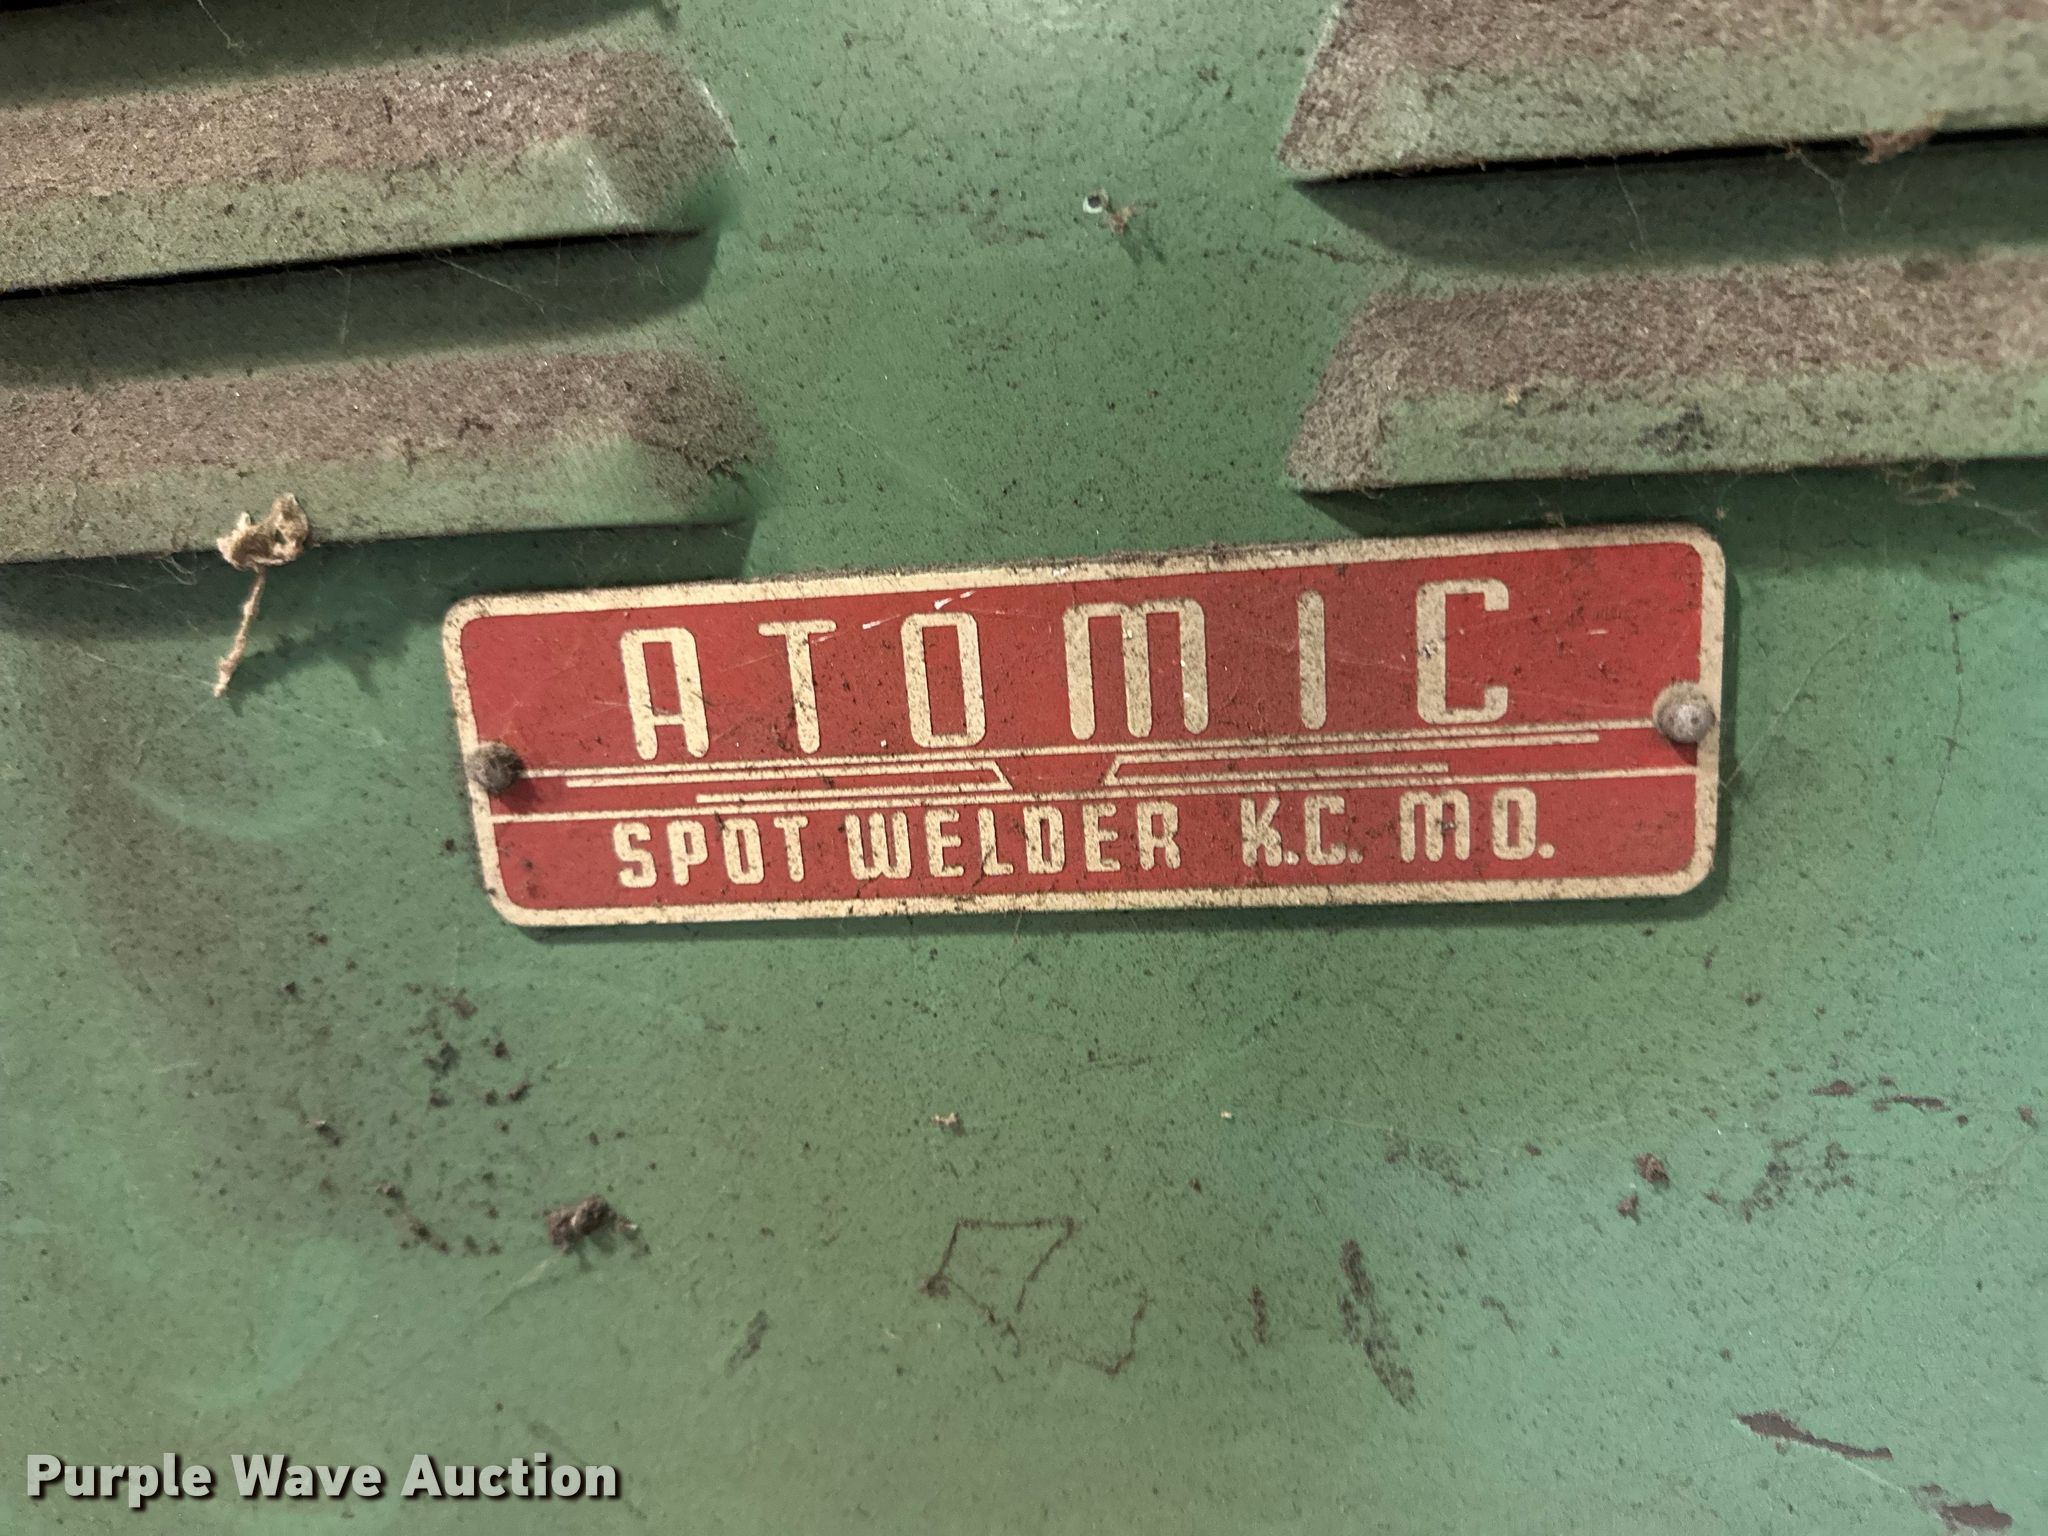 ATOMIC
SPOT WELDER K.C. MO.
Purple Wave Auction